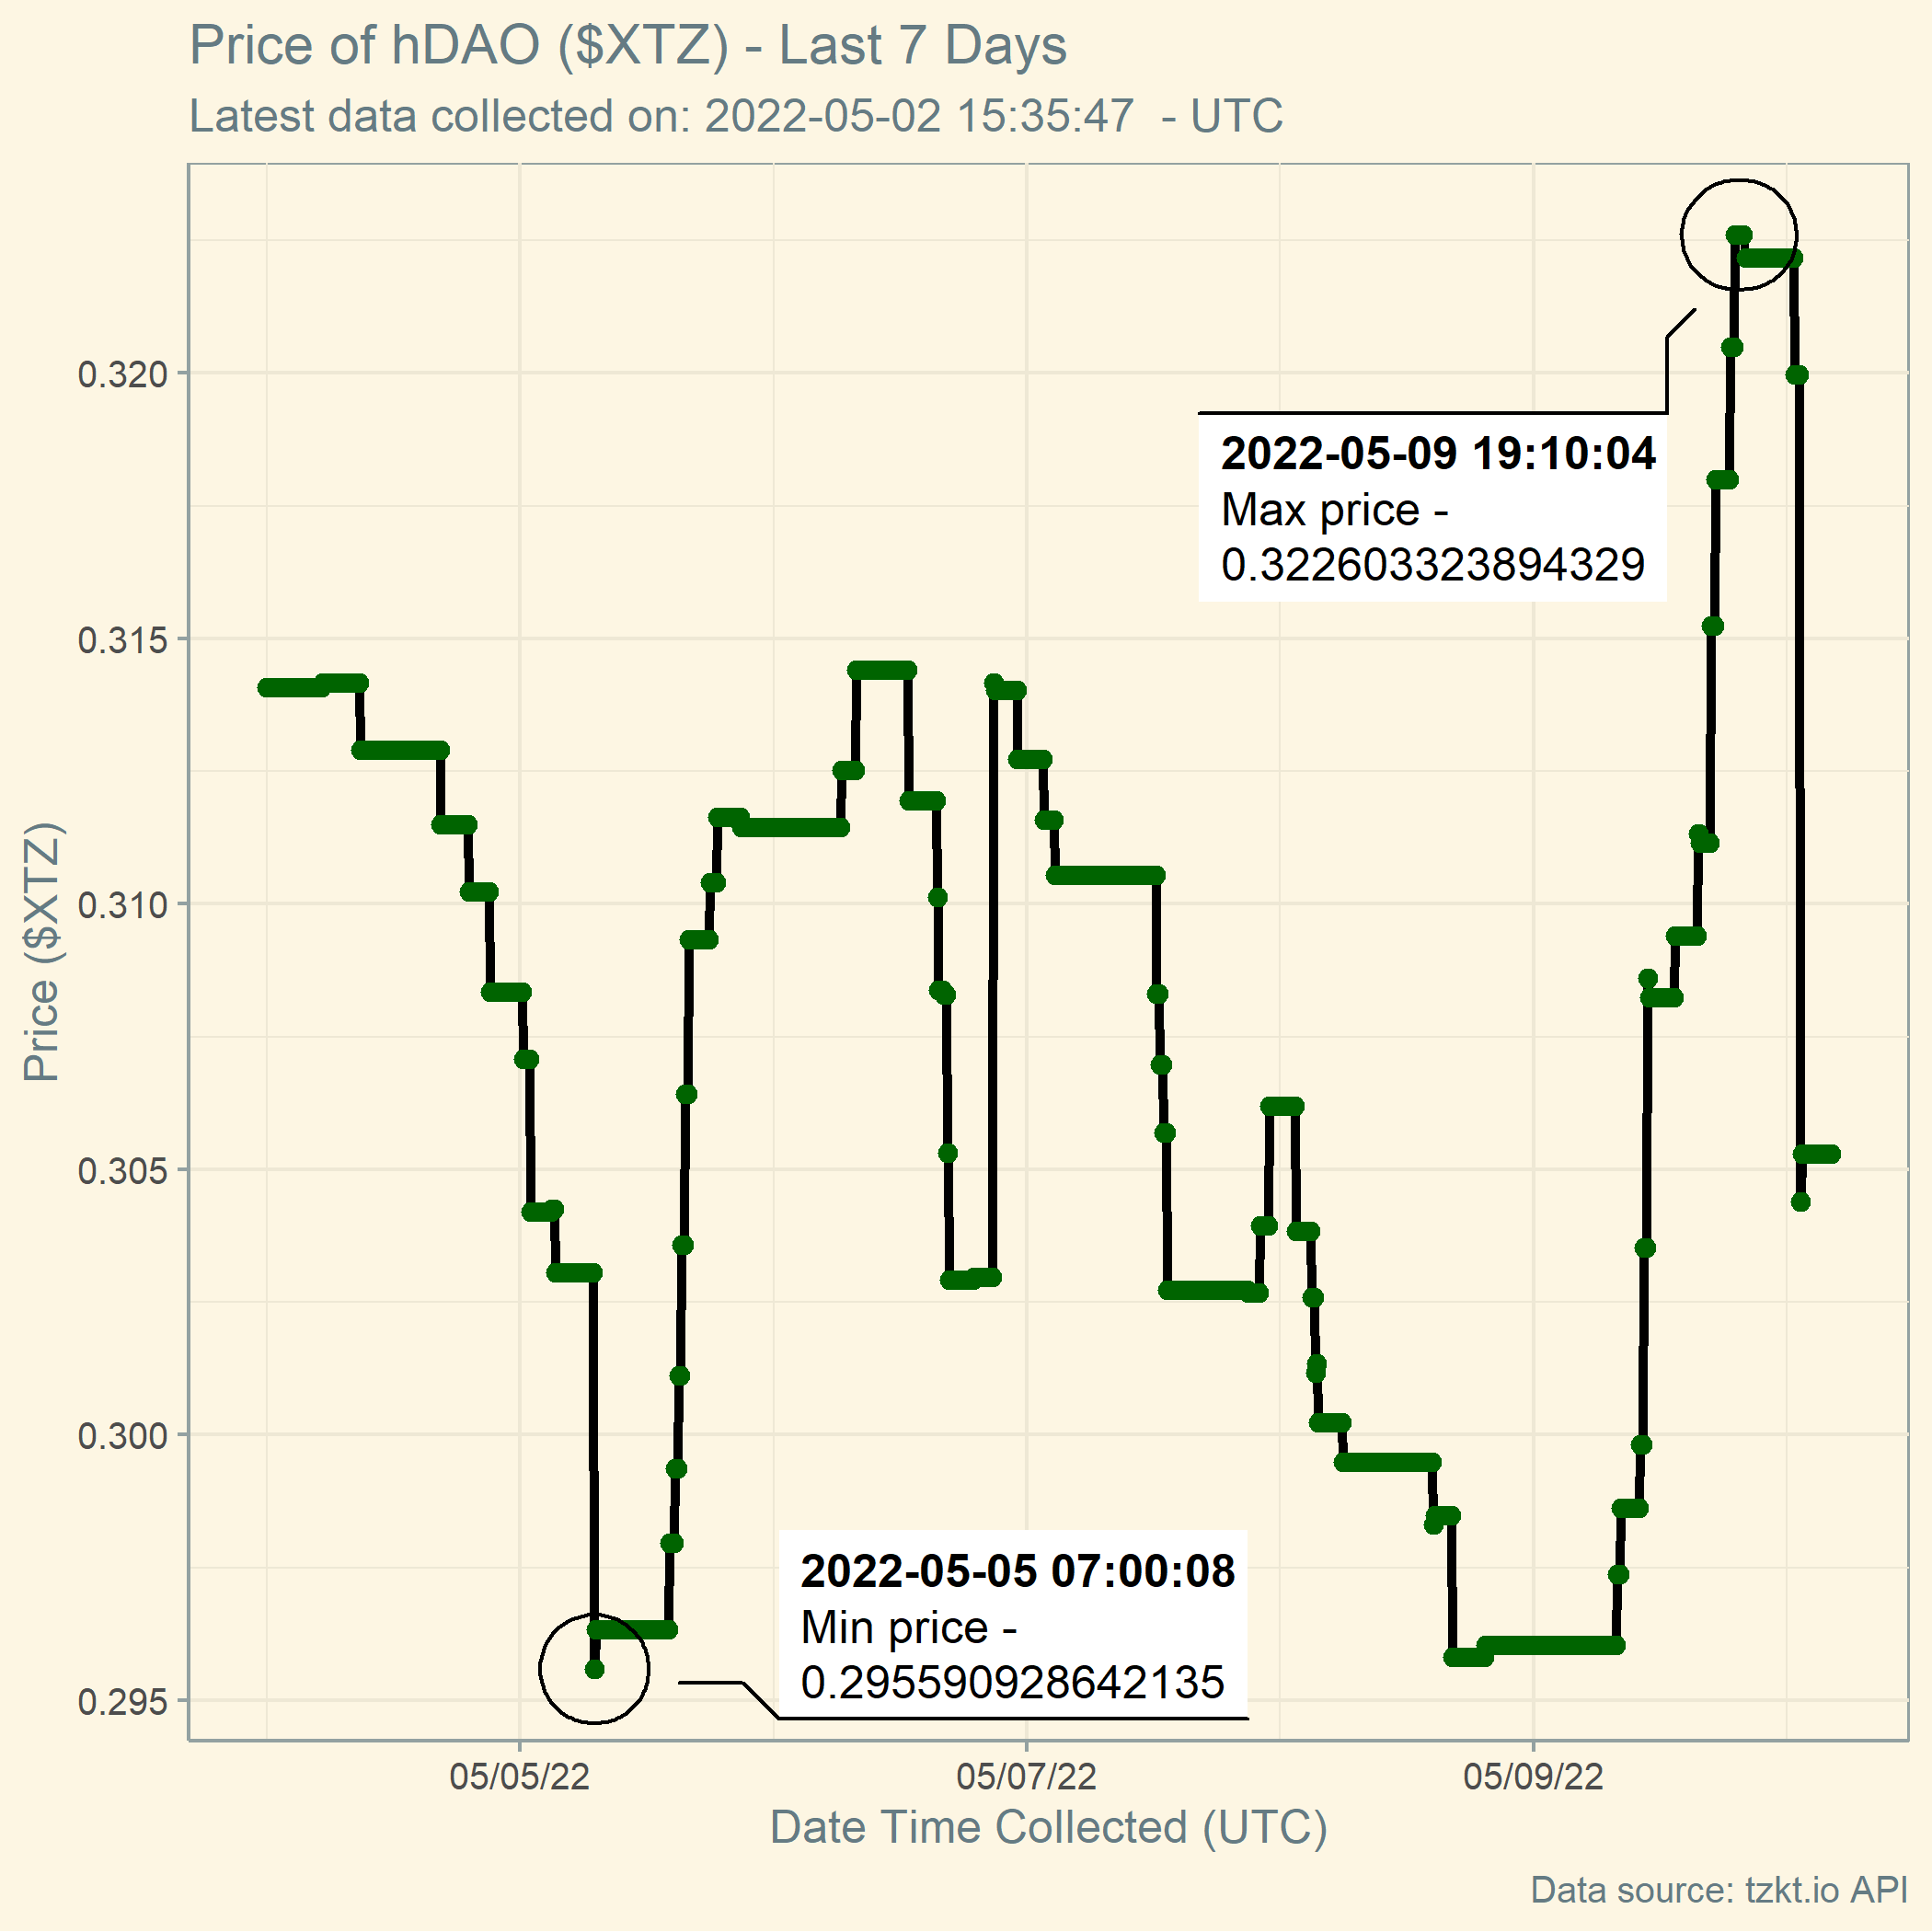 Price of hDAO ($XTZ) - Last 7 Days
Latest data collected on: 2022-05-02 15:35:47  - UTC
Price ($XTZ)
0.320
0.315
0.310
0.305
0.300
0.295
2022-05-09 19:10:04
Max price -
0.322603323894329
2022-05-05 07:00:08
Min price -
0.295590928642135
05/05/22
05/07/22
05/09/22
Date Time Collected (UTC)
Data source: tzkt.io API